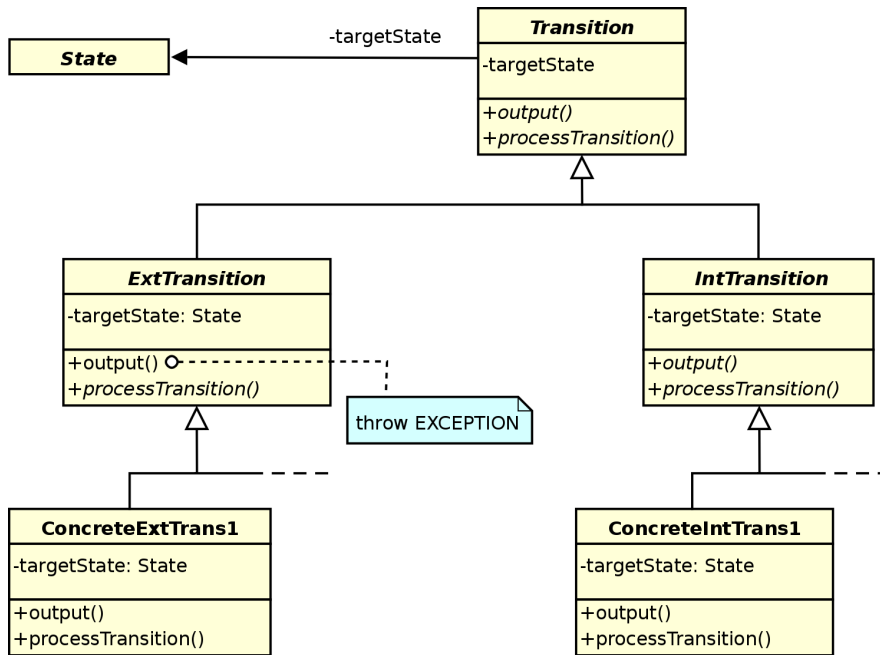 -targetState
Transition
State
-targetState
+output()
+processTransition()
ExtTransition
-targetState: State
+output()
+processTransition()
throw EXCEPTION
IntTransition
-targetState: State
+output()
+processTransition()
ConcreteExtTrans1
-targetState: State
+output()
+processTransition()
ConcreteIntTrans1
-targetState: State
+output()
+processTransition()